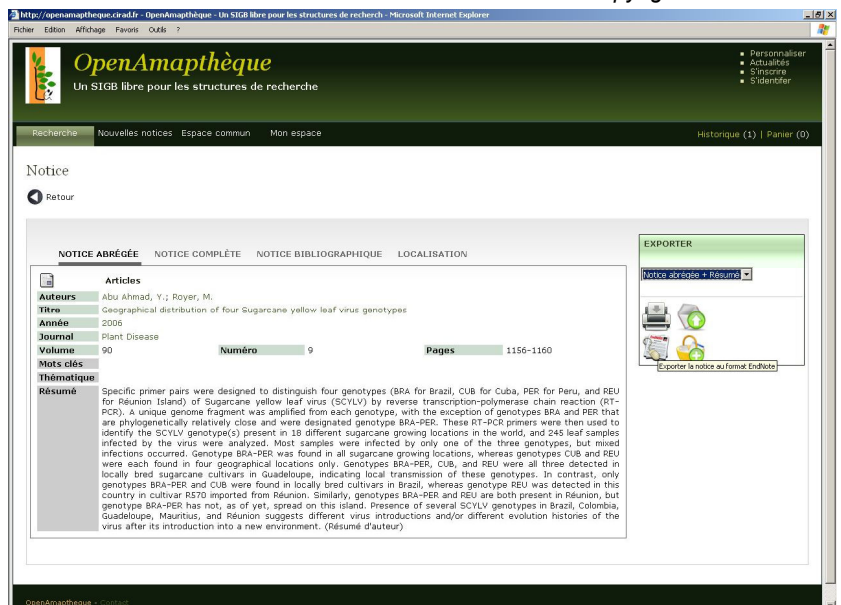 http://openamaptheque.cirad.fr - OpenAmapthèque - Un SIGB libre pour les structures de recherch - Microsoft Internet Explorer
Fichier Edition Affichage Favoris Outils ?
OpenAmapthèque
Un SIGB libre pour les structures de recherche
Personnaliser
Actualités
S'inscrire
S'identifer
Recherche Nouvelles notices Espace commun Mon espace Historique (1) | Panier (0)
Notice
Retour
NOTICE ABRÉGÉE NOTICE COMPLÈTE NOTICE BIBLIOGRAPHIQUE LOCALISATION
Articles
Auteurs Abu Ahmad, Y.; Royer, M.
Titre Geographical distribution of four Sugarcane yellow leaf virus genotypes
Année 2006
Journal Plant Disease
Volume 90 Numéro 9 Pages 1156-1160
Mots clés
Thématique
Résumé Specific primer pairs were designed to distinguish four genotypes (BRA for Brazil, CUB for Cuba, PER for Peru, and REU
for Réunion Island) of Sugarcane yellow leaf virus (SCYLV) by reverse transcription-polymerase chain reaction (RT-
PCR). A unique genome fragment was amplified from each genotype, with the exception of genotypes BRA and PER that
are phylogenetically relatively close and were designated genotype BRA-PER. These RT-PCR primers were then used to
identify the SCYLV genotype(s) present in 18 different sugarcane growing locations in the world, and 245 leaf samples
infected by the virus were analyzed. Most samples were infected by only one of the three genotypes, but mixed
infections occurred. Genotype BRA-PER was found in all sugarcane growing locations, whereas genotypes CUB and REU
were each found in four geographical locations only. Genotypes BRA-PER, CUB, and REU were all three detected in
locally bred sugarcane cultivars in Guadeloupe, indicating local transmission of these genotypes. In contrast, only
genotypes BRA-PER and CUB were found in locally bred cultivars in Brazil, whereas genotype REU was detected in this
country in cultivar R570 imported from Réunion. Similarly, genotypes BRA-PER and REU are both present in Réunion, but
genotype BRA-PER has not, as of yet, spread on this island. Presence of several SCYLV genotypes in Brazil, Colombia,
Guadeloupe, Mauritius, and Réunion suggests different virus introductions and/or different evolution histories of the
virus after its introduction into a new environment. (Résumé d'auteur)
EXPORTER
Notice abrégée + Résumé
Exporter la notice au format EndNote
OpenAmaptheque - Contact